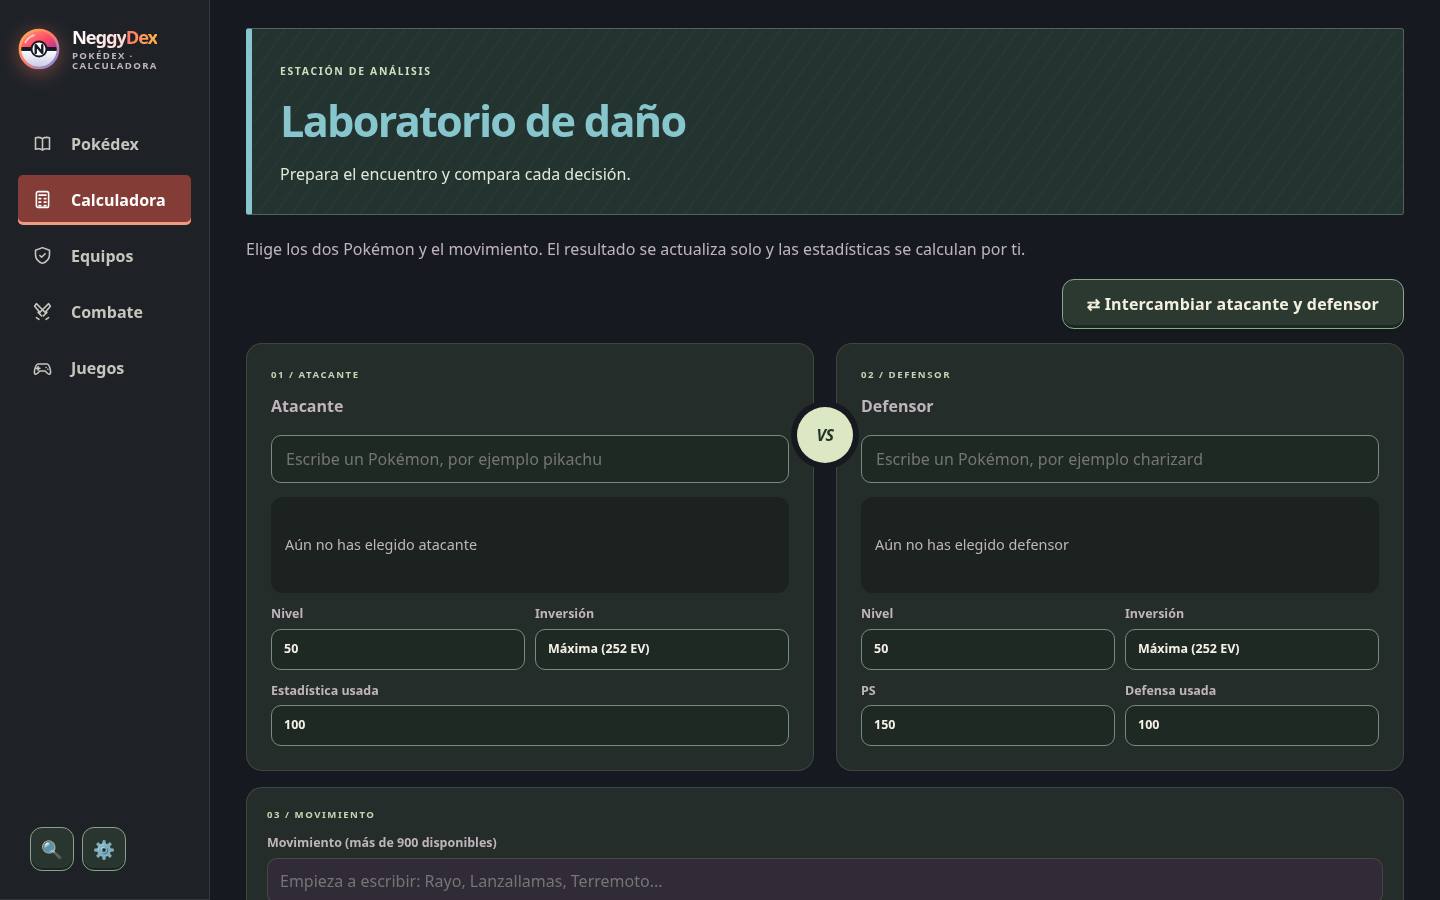 NeggyDex
POKÉDEX ·
CALCULADORA
Pokédex
Calculadora
Equipos
Combate
Juegos
ESTACIÓN DE ANÁLISIS
Laboratorio de daño
Prepara el encuentro y compara cada decisión.
Elige los dos Pokémon y el movimiento. El resultado se actualiza solo y las estadísticas se calculan por ti.
⇄ Intercambiar atacante y defensor
01 / ATACANTE
Atacante
Escribe un Pokémon, por ejemplo pikachu
Aún no has elegido atacante
Nivel
Inversión
50
Máxima (252 EV)
Estadística usada
100
VS
02 / DEFENSOR
Defensor
Escribe un Pokémon, por ejemplo charizard
Aún no has elegido defensor
Nivel
Inversión
50
Máxima (252 EV)
PS
Defensa usada
150
100
03 / MOVIMIENTO
Movimiento (más de 900 disponibles)
Empieza a escribir: Rayo, Lanzallamas, Terremoto...